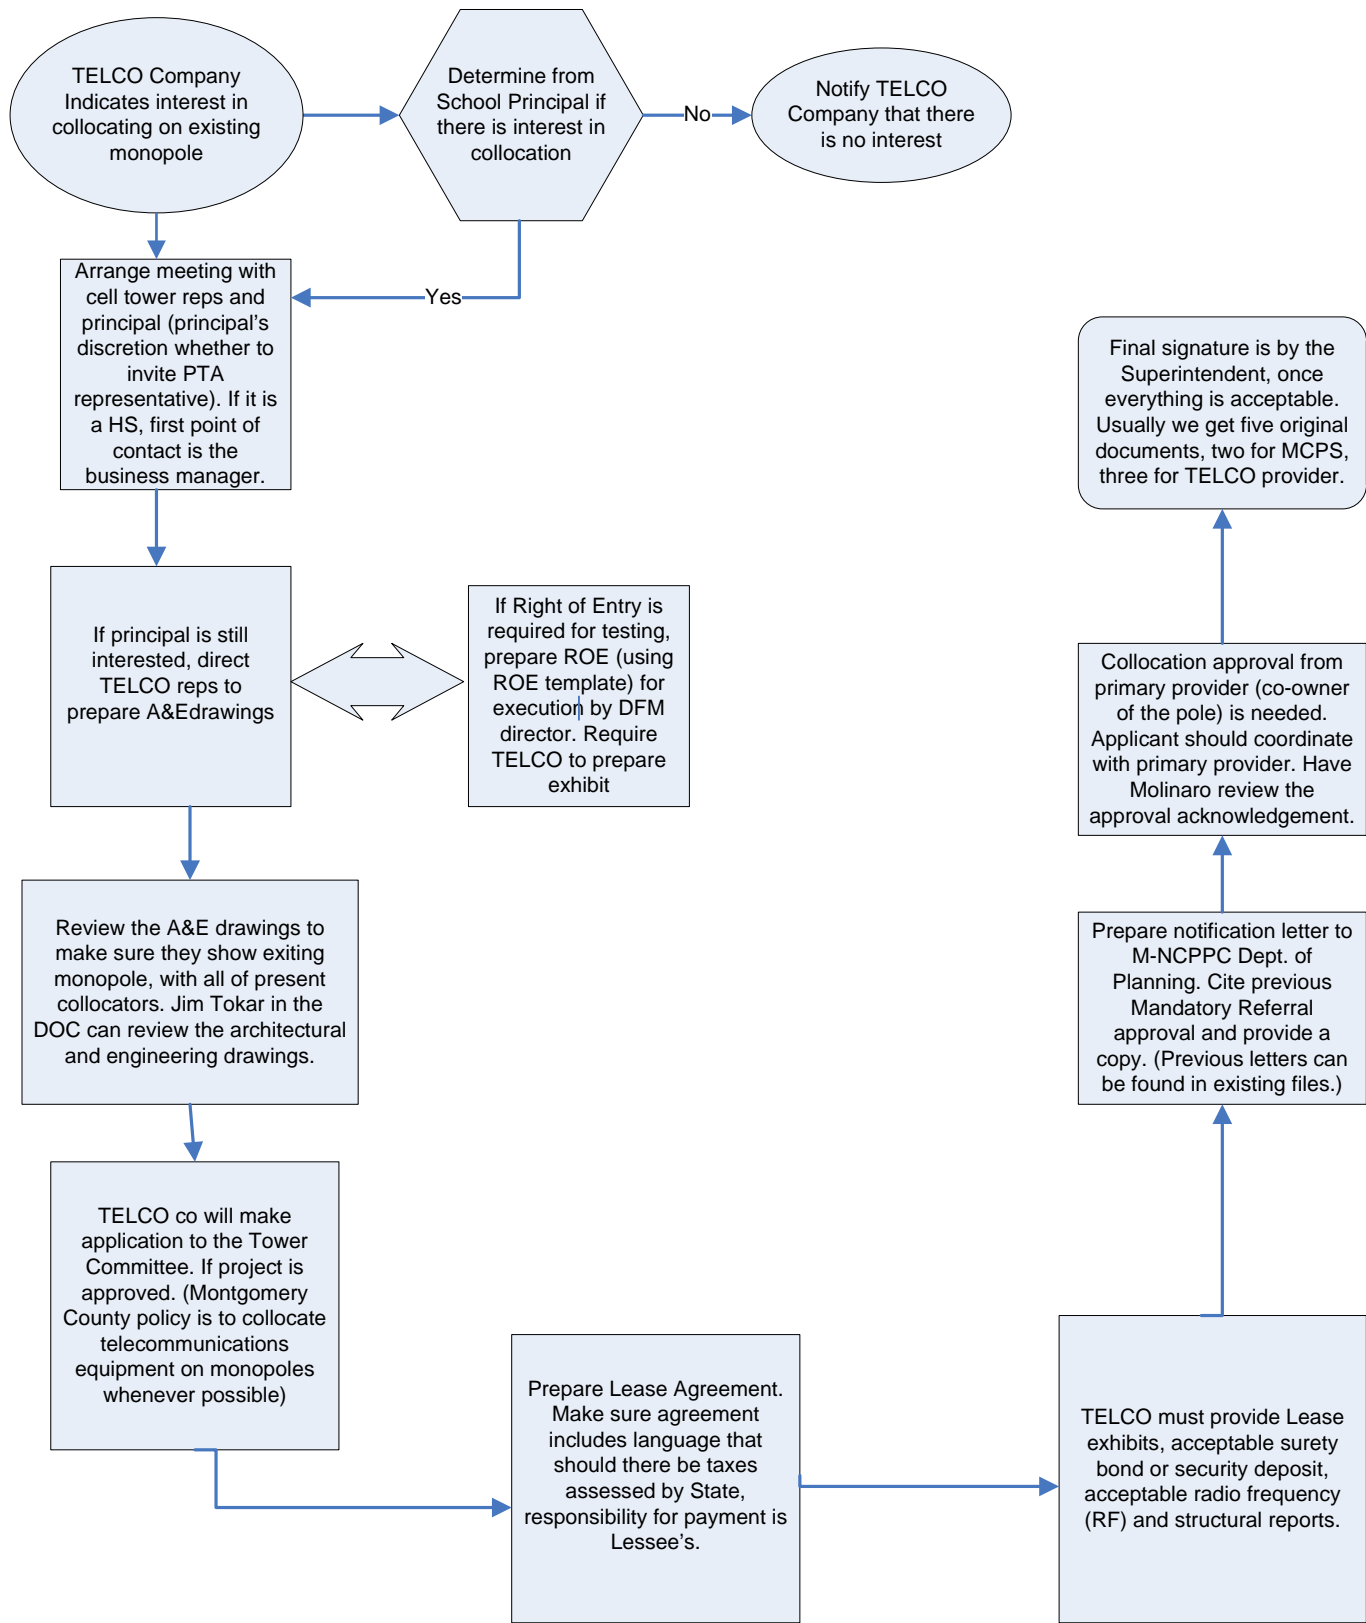 TELCO Company
Indicates interest in
collocating on existing
monopole
Determine from
School Principal if
there is interest in
collocation
No
Notify TELCO
Company that there
is no interest
Yes
Arrange meeting with
cell tower reps and
principal (principal's
discretion whether to
invite PTA
representative). If it is
a HS, first point of
contact is the
business manager.
If principal is still
interested, direct
TELCO reps to
prepare A&Edrawings
If Right of Entry is
required for testing,
prepare ROE (using
ROE template) for
execution by DFM
director. Require
TELCO to prepare
exhibit
Review the A&E drawings to
make sure they show exiting
monopole, with all of present
collocators. Jim Tokar in the
DOC can review the architectural
and engineering drawings.
TELCO co will make
application to the Tower
Committee. If project is
approved. (Montgomery
County policy is to collocate
telecommunications
equipment on monopoles
whenever possible)
Prepare Lease Agreement.
Make sure agreement
includes language that
should there be taxes
assessed by State,
responsibility for payment is
Lessee's.
TELCO must provide Lease
exhibits, acceptable surety
bond or security deposit,
acceptable radio frequency
(RF) and structural reports.
Prepare notification letter to
M-NCPPC Dept. of
Planning. Cite previous
Mandatory Referral
approval and provide a
copy. (Previous letters can
be found in existing files.)
Collocation approval from
primary provider (co-owner
of the pole) is needed.
Applicant should coordinate
with primary provider. Have
Molinaro review the
approval acknowledgement.
Final signature is by the
Superintendent, once
everything is acceptable.
Usually we get five original
documents, two for MCPS,
three for TELCO provider.